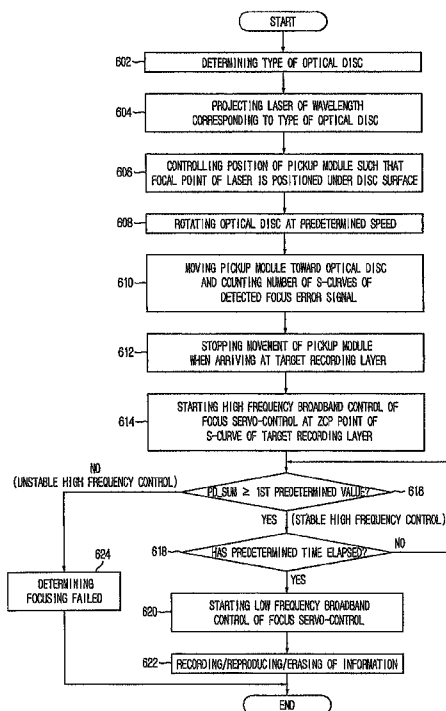 START
602
DETERMINING TYPE OF OPTICAL DISC
604
PROJECTING LASER OF WAVELENGTH
CORRESPONDING TO TYPE OF OPTICAL DISC
606
CONTROLLING POSITION OF PICKUP MODULE SUCH THAT
FOCAL POINT OF LASER IS POSITIONED UNDER DISC SURFACE
608
ROTATING OPTICAL DISC AT PREDETERMINED SPEED
610
MOVING PICKUP MODULE TOWARD OPTICAL DISC
AND COUNTING NUMBER OF S-CURVES OF
DETECTED FOCUS ERROR SIGNAL
612
STOPPING MOVEMENT OF PICKUP MODULE
WHEN ARRIVING AT TARGET RECORDING LAYER
614
STARTING HIGH FREQUENCY BROADBAND CONTROL OF
FOCUS SERVO-CONTROL AT ZCP POINT OF
S-CURVE OF TARGET RECORDING LAYER
NO
(UNSTABLE HIGH FREQUENCY CONTROL)
PD_SUM ≥ 1ST PREDETERMINED VALUE?
616
YES (STABLE HIGH FREQUENCY CONTROL)
618
HAS PREDETERMINED TIME ELAPSED?
NO
YES
624
DETERMINING
FOCUSING FAILED
620
STARTING LOW FREQUENCY BROADBAND
CONTROL OF FOCUS SERVO-CONTROL
622
RECORDING/REPRODUCING/ERASING OF INFORMATION
END